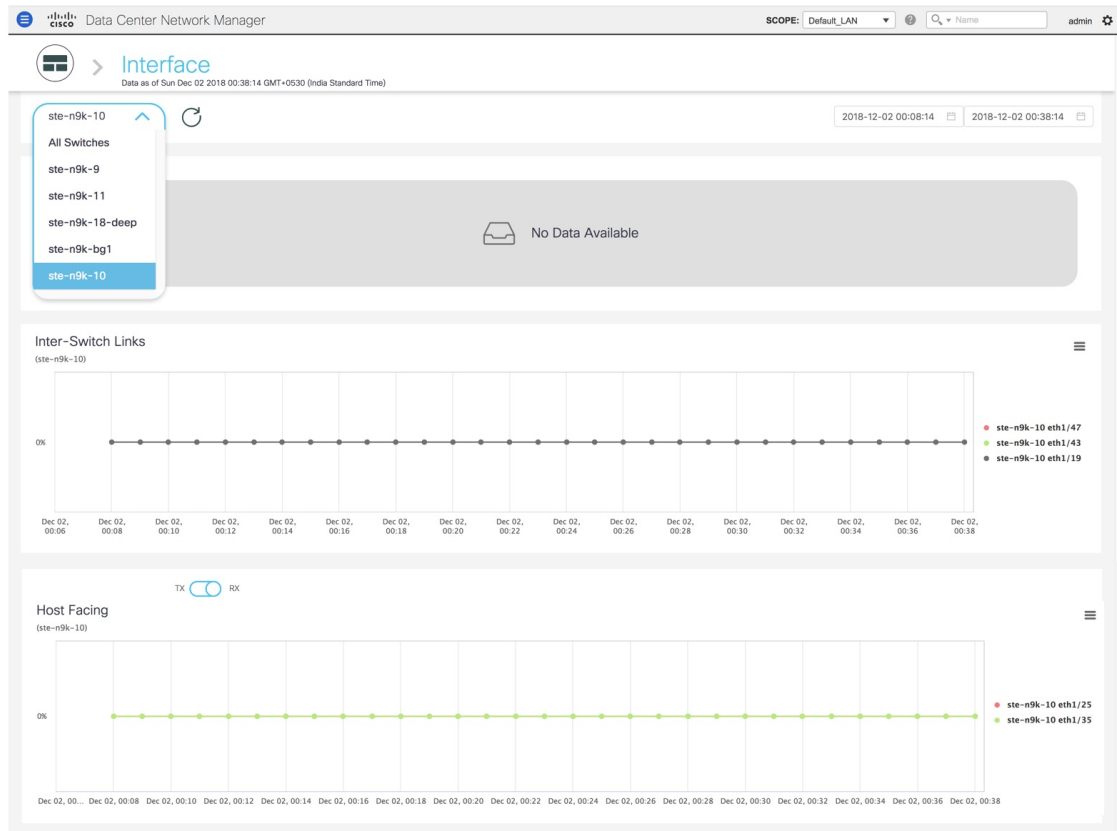 cisco Data Center Network Manager SCOPE: Default_LAN ▼ ? Name admin
Interface
Data as of Sun Dec 02 2018 00:38:14 GMT+0530 (India Standard Time)
ste-n9k-10 2018-12-02 00:08:14 2018-12-02 00:38:14
All Switches
ste-n9k-9
ste-n9k-11
ste-n9k-18-deep
ste-n9k-bg1
ste-n9k-10
No Data Available
Inter-Switch Links
(ste-n9k-10)
0%
ste-n9k-10 eth1/47
ste-n9k-10 eth1/43
ste-n9k-10 eth1/19
Dec 02, Dec 02, Dec 02, Dec 02, Dec 02, Dec 02, Dec 02, Dec 02, Dec 02, Dec 02, Dec 02, Dec 02, Dec 02, Dec 02, Dec 02, Dec 02, Dec 02,
00:06 00:08 00:10 00:12 00:14 00:16 00:18 00:20 00:22 00:24 00:26 00:28 00:30 00:32 00:34 00:36 00:38
TX RX
Host Facing
(ste-n9k-10)
0%
ste-n9k-10 eth1/25
ste-n9k-10 eth1/35
Dec 02, 00... Dec 02, 00:08 Dec 02, 00:10 Dec 02, 00:12 Dec 02, 00:14 Dec 02, 00:16 Dec 02, 00:18 Dec 02, 00:20 Dec 02, 00:22 Dec 02, 00:24 Dec 02, 00:26 Dec 02, 00:28 Dec 02, 00:30 Dec 02, 00:32 Dec 02, 00:34 Dec 02, 00:36 Dec 02, 00:38